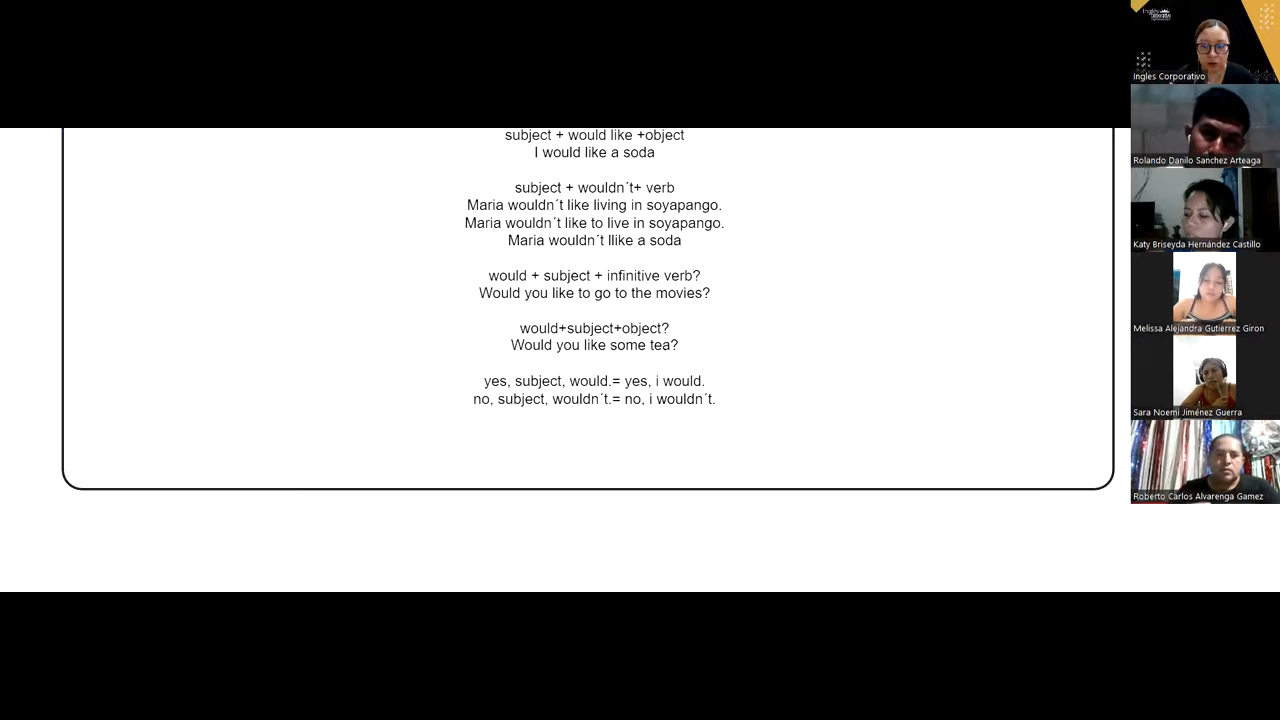 subject + would like +object
I would like a soda
subject + wouldn´t+ verb
Maria wouldn´t like living in soyapango.
Maria wouldn´t like to live in soyapango.
Maria wouldn´t llike a soda
would + subject + infinitive verb?
Would you like to go to the movies?
would+subject+object?
Would you like some tea?
yes, subject, would.= yes, i would.
no, subject, wouldn´t.= no, i wouldn´t.
Ingles Corporativo
Rolando Danilo Sanchez Arteaga
Katy Briseyda Hernández Castillo
Melissa Alejandra Gutierrez Giron
Sara Noemi Jiménez Guerra
Roberto Carlos Alvarenga Gamez